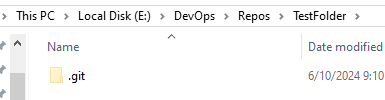 This PC > Local Disk (E:) > DevOps > Repos > TestFolder >
Name Date modified
.git 6/10/2024 9:10